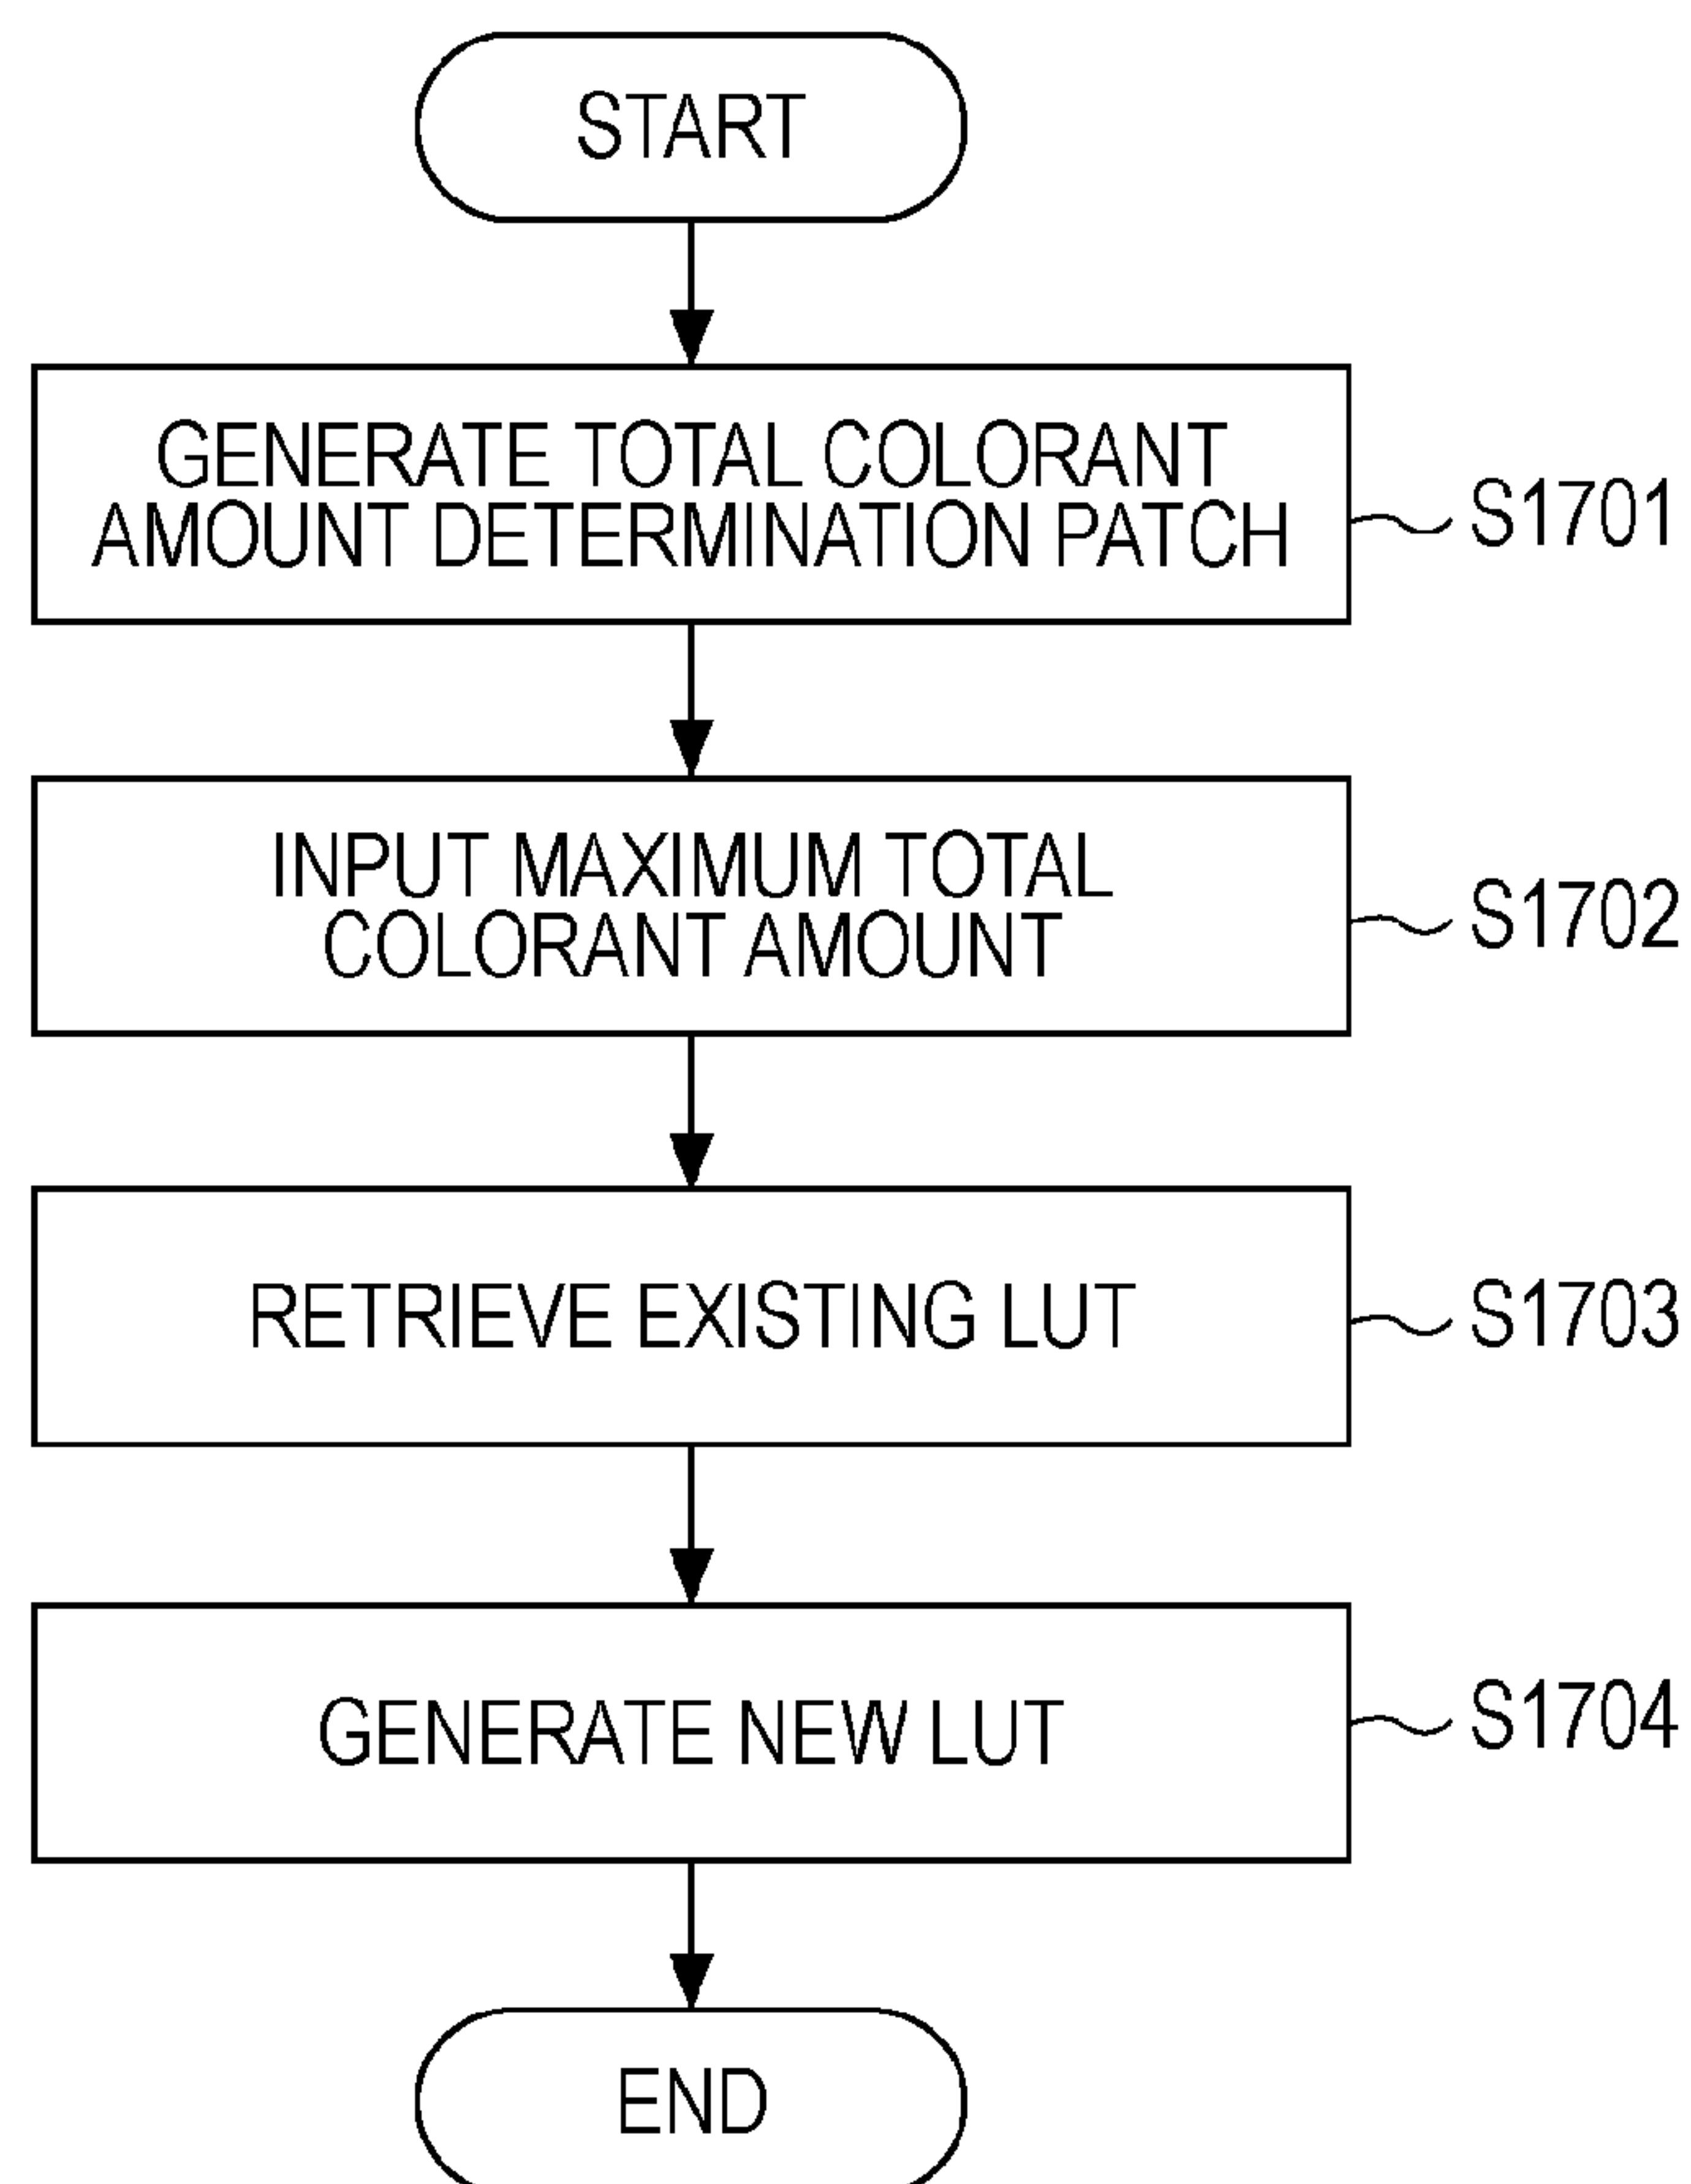 START
GENERATE TOTAL COLORANT
AMOUNT DETERMINATION PATCH
S1701
INPUT MAXIMUM TOTAL
COLORANT AMOUNT
S1702
RETRIEVE EXISTING LUT
S1703
GENERATE NEW LUT
S1704
END